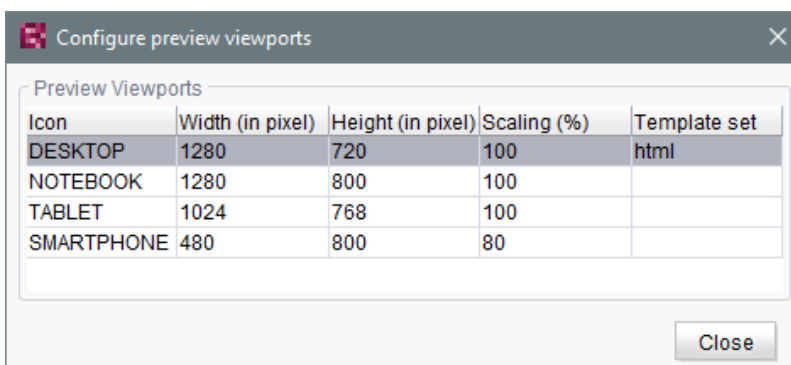 Configure preview viewports
Preview Viewports
Icon Width (in pixel) Height (in pixel) Scaling (%) Template set
DESKTOP 1280 720 100 html
NOTEBOOK 1280 800 100
TABLET 1024 768 100
SMARTPHONE 480 800 80
Close